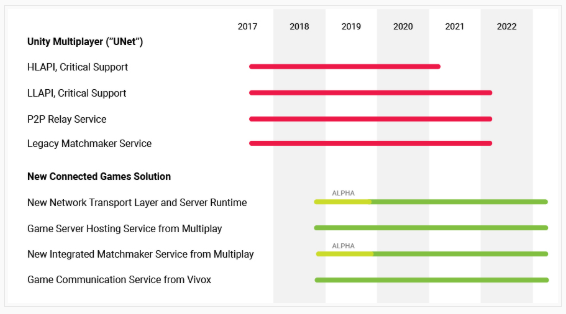 2017 2018 2019 2020 2021 2022
Unity Multiplayer ("UNet")
HLAPI, Critical Support
LLAPI, Critical Support
P2P Relay Service
Legacy Matchmaker Service
New Connected Games Solution
ALPHA
New Network Transport Layer and Server Runtime
Game Server Hosting Service from Multiplay
ALPHA
New Integrated Matchmaker Service from Multiplay
Game Communication Service from Vivox